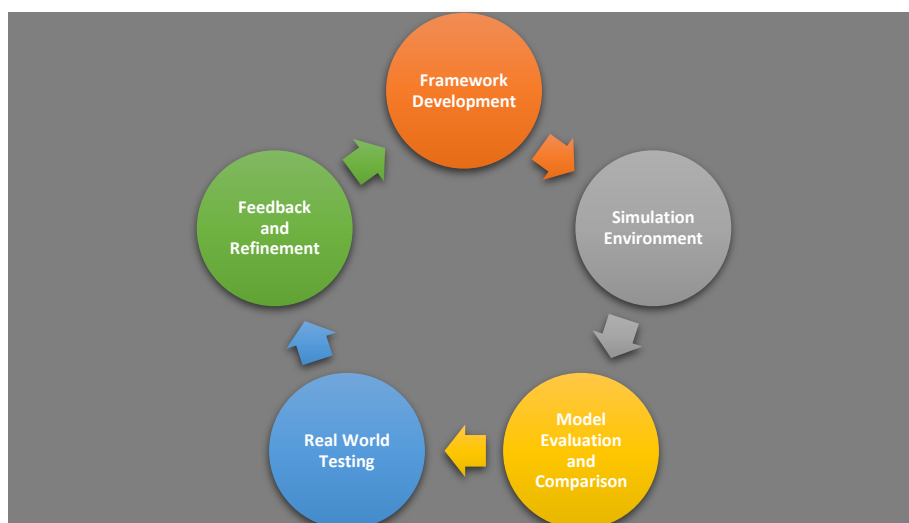 Framework
Development
Simulation
Environment
Model
Evaluation
and
Comparison
Real World
Testing
Feedback
and
Refinement